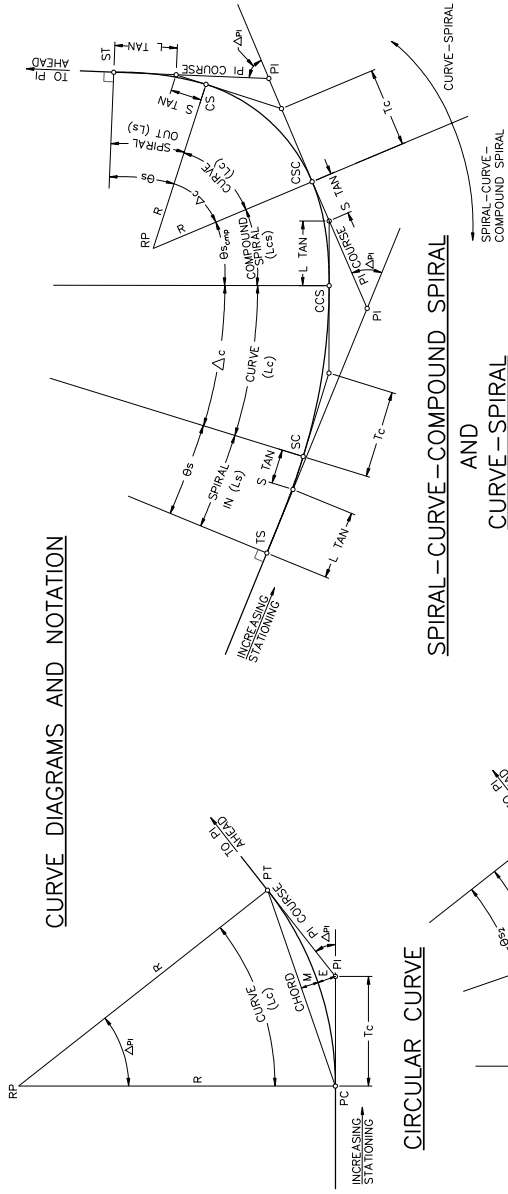 CURVE DIAGRAMS AND NOTATION
RP
ΔPI
R
R
CURVE
(Lc)
TO PI
AHEAD
PT
PI COURSE
CHORD
M
E
ΔPI
PI
Tc
PC
INCREASING
STATIONING
CIRCULAR CURVE
θs1
PI
INCREASING
STATIONING
TS
L TAN
S TAN
SC
Tc
θs
SPIRAL
IN (Ls)
Δc
CURVE
(Lc)
CCS
L TAN
S TAN
PI COURSE
ΔPI
PI
θscmp
COMPOUND
SPIRAL
(Lcs)
RP
R
R
Δc
CURVE
(Lc)
θs
SPIRAL
OUT (Ls)
CSC
Tc
CS
S TAN
L TAN
ST
TO PI
AHEAD
PI COURSE
ΔPI
PI
CURVE-SPIRAL
SPIRAL-CURVE-
COMPOUND SPIRAL
SPIRAL-CURVE-COMPOUND SPIRAL
AND
CURVE-SPIRAL